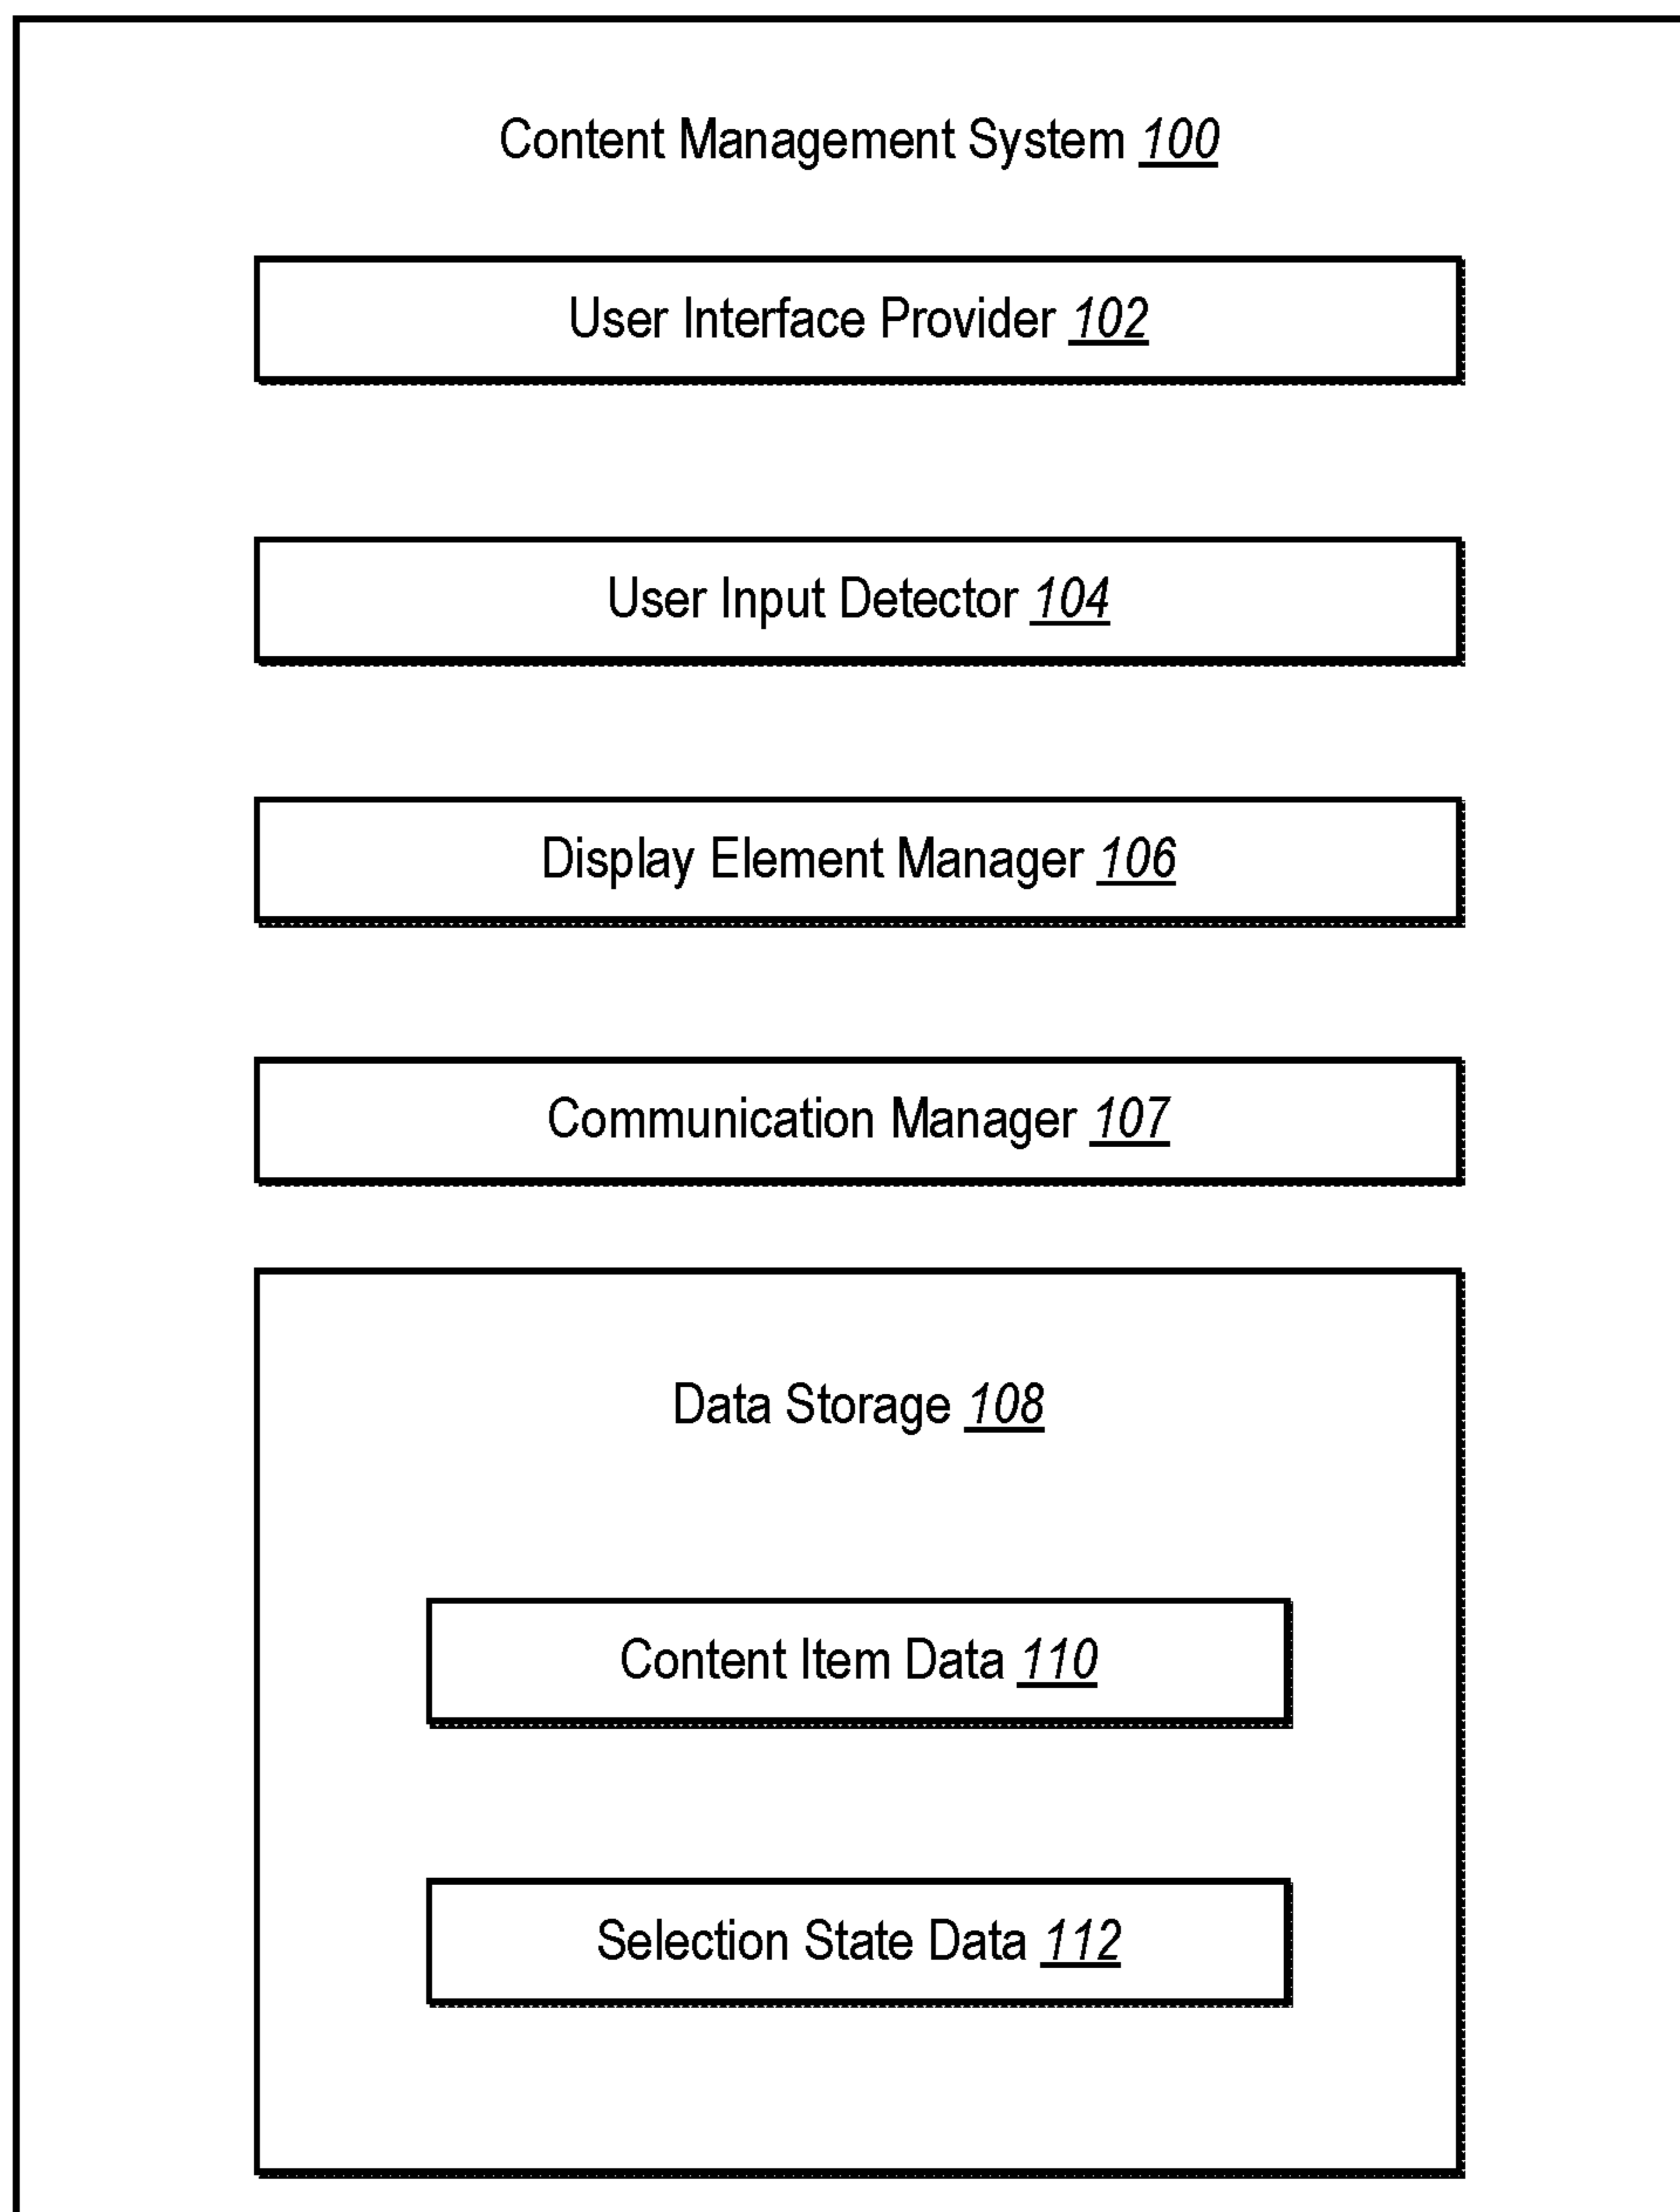 Content Management System 100
User Interface Provider 102
User Input Detector 104
Display Element Manager 106
Communication Manager 107
Data Storage 108
Content Item Data 110
Selection State Data 112